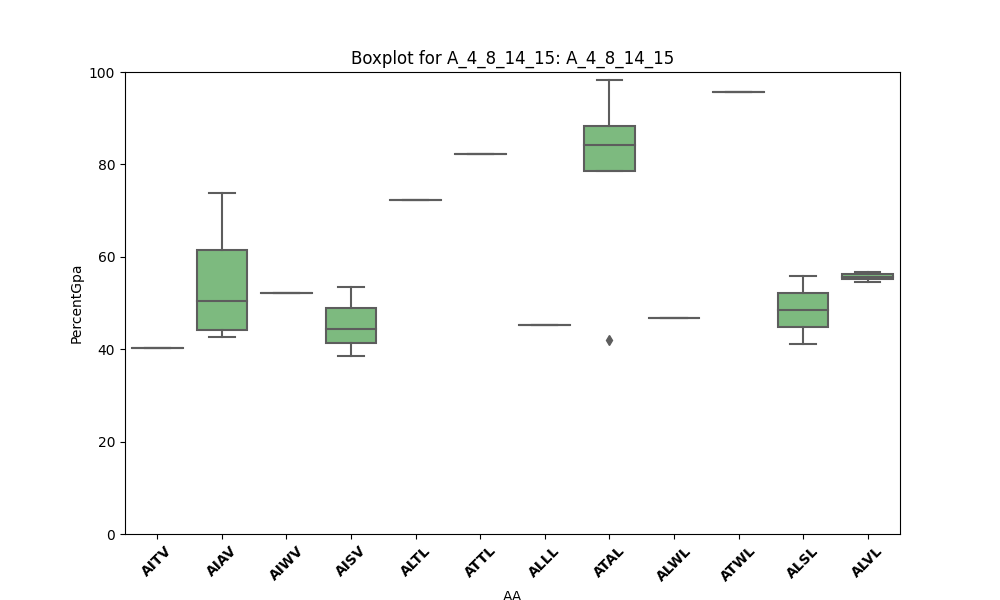 Boxplot for A_4_8_14_15: A_4_8_14_15
100
80
60
40
20
0
PercentGpa
AITV AIAV AIWV AISV ALTL ATTL ALLL ATAL ALWL ATWL ALSL ALVL
AA